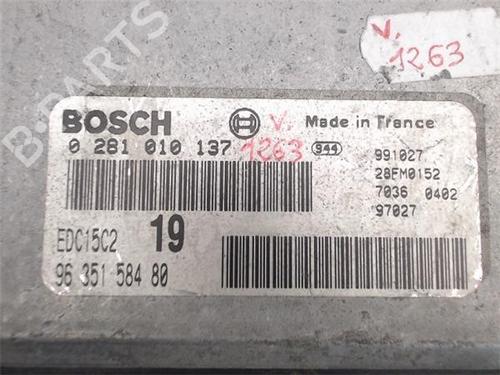 V.
1263
B-PARTS
BOSCH
Made in France
0 281 010 137
V.
1263
944
991027
28FM0152
7036 0402
97027
EDC15C2
19
96 351 584 80